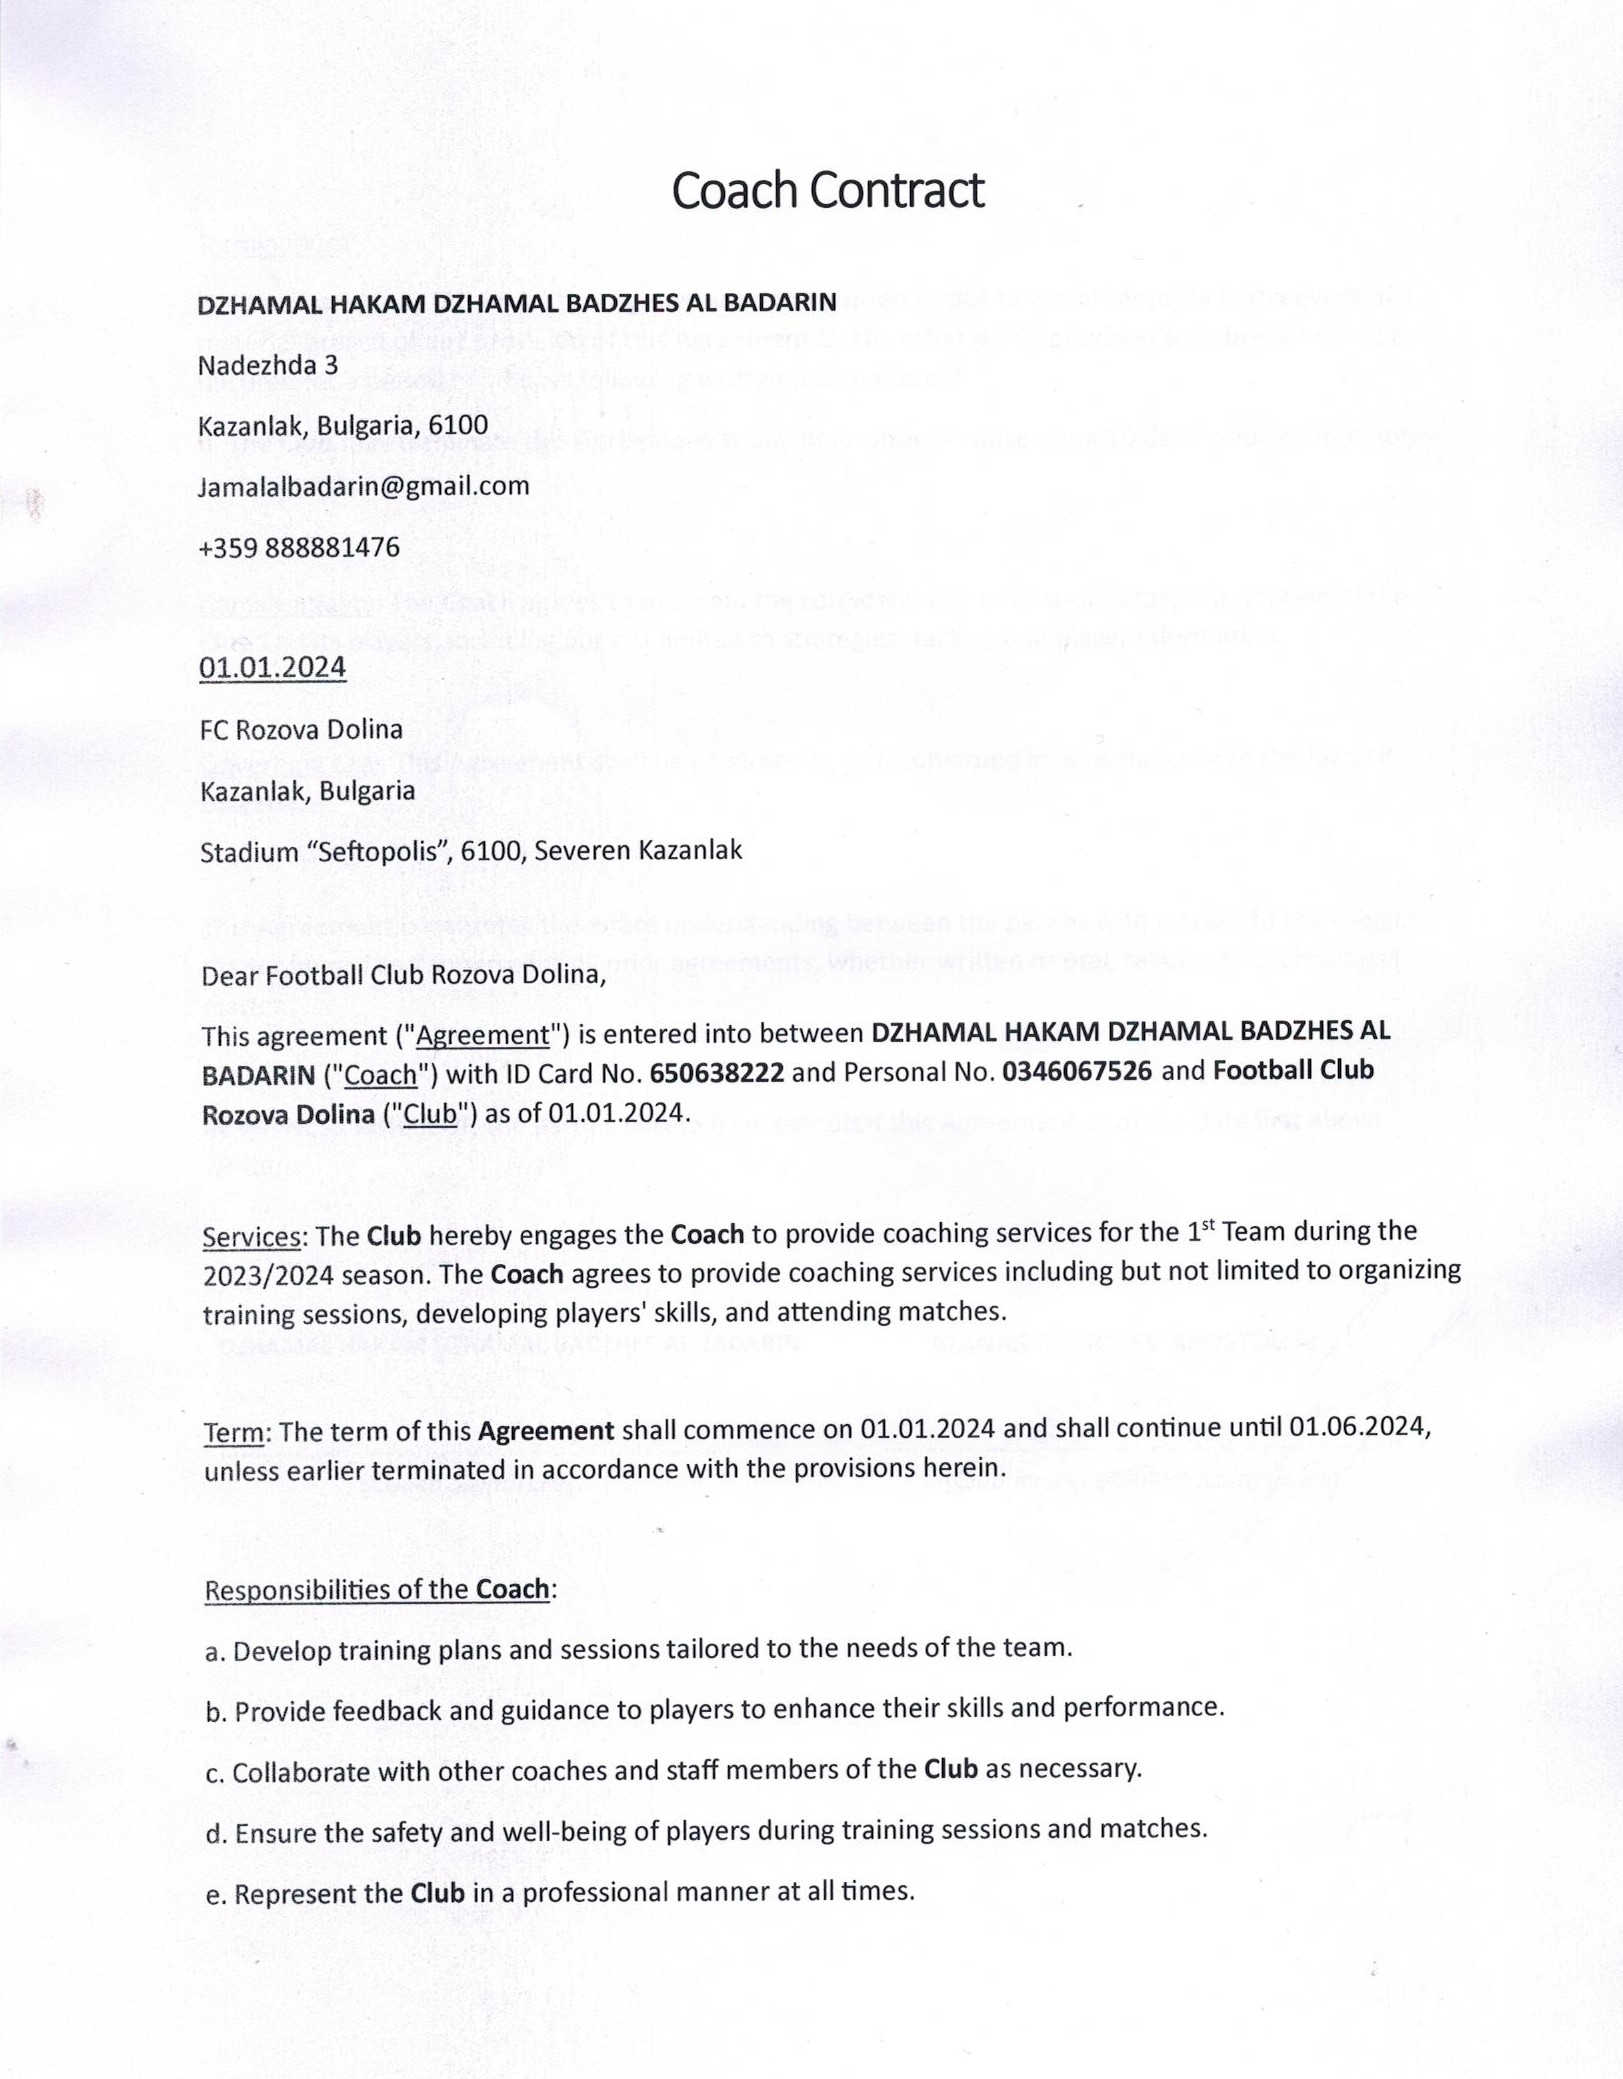 Coach Contract
DZHAMAL HAKAM DZHAMAL BADZHES AL BADARIN
Nadezhda 3
Kazanlak, Bulgaria, 6100
Jamalalbadarin@gmail.com
+359 888881476
01.01.2024
FC Rozova Dolina
Kazanlak, Bulgaria
Stadium “Seftopolis”, 6100, Severen Kazanlak
Dear Football Club Rozova Dolina,
This agreement ("Agreement") is entered into between DZHAMAL HAKAM DZHAMAL BADZHES AL
BADARIN ("Coach") with ID Card No. 650638222 and Personal No. 0346067526 and Football Club
Rozova Dolina ("Club") as of 01.01.2024.
Services: The Club hereby engages the Coach to provide coaching services for the 1st Team during the
2023/2024 season. The Coach agrees to provide coaching services including but not limited to organizing
training sessions, developing players' skills, and attending matches.
Term: The term of this Agreement shall commence on 01.01.2024 and shall continue until 01.06.2024,
unless earlier terminated in accordance with the provisions herein.
Responsibilities of the Coach:
a. Develop training plans and sessions tailored to the needs of the team.
b. Provide feedback and guidance to players to enhance their skills and performance.
c. Collaborate with other coaches and staff members of the Club as necessary.
d. Ensure the safety and well-being of players during training sessions and matches.
e. Represent the Club in a professional manner at all times.